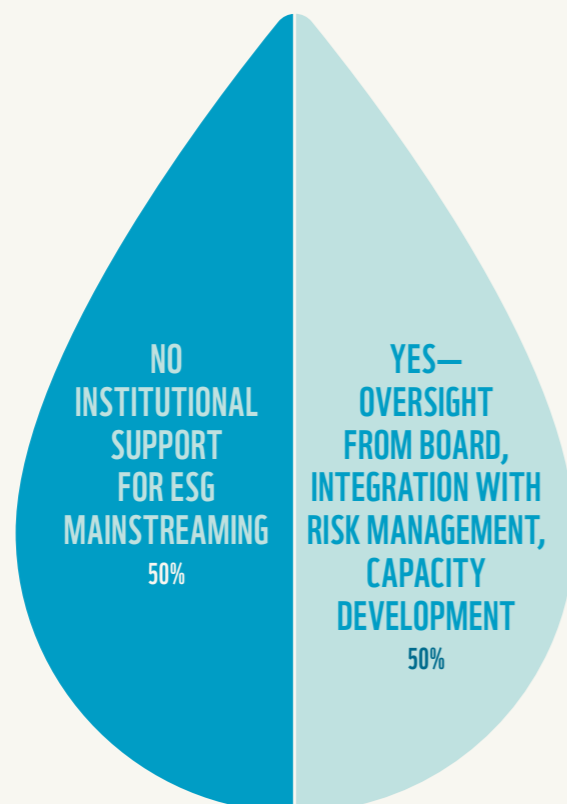 NO
INSTITUTIONAL
SUPPORT
FOR ESG
MAINSTREAMING
50%
YES—
OVERSIGHT
FROM BOARD,
INTEGRATION WITH
RISK MANAGEMENT,
CAPACITY
DEVELOPMENT
50%